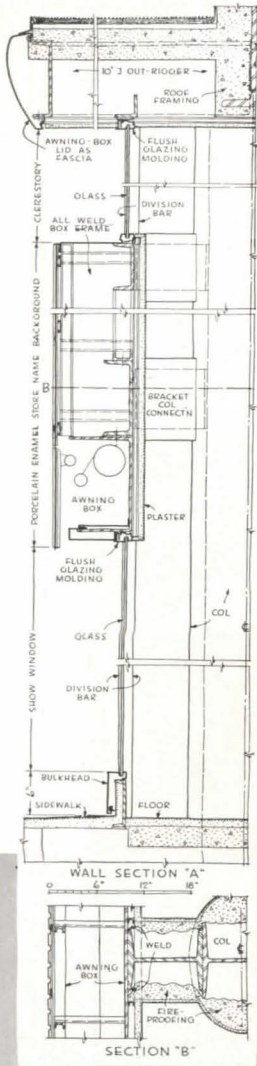 10" ] OUT-RIGGER
ROOF
FRAMING
AWNING-BOX
LID AS
FASCIA
FLUSH
GLAZING
MOLDING
CLERESTORY
GLASS
DIVISION
BAR
ALL WELD
BOX FRAME
PORCELAIN ENAMEL STORE NAME BACKGROUND
B
BRACKET
COL
CONNECT'N
AWNING
BOX
PLASTER
FLUSH
GLAZING
MOLDING
GLASS
COL
SHOW WINDOW
DIVISION
BAR
BULKHEAD
6"
SIDEWALK
FLOOR
WALL SECTION "A"
0 6" 12" 18"
AWNING
BOX
WELD
COL
FIRE-
PROOFING
SECTION "B"